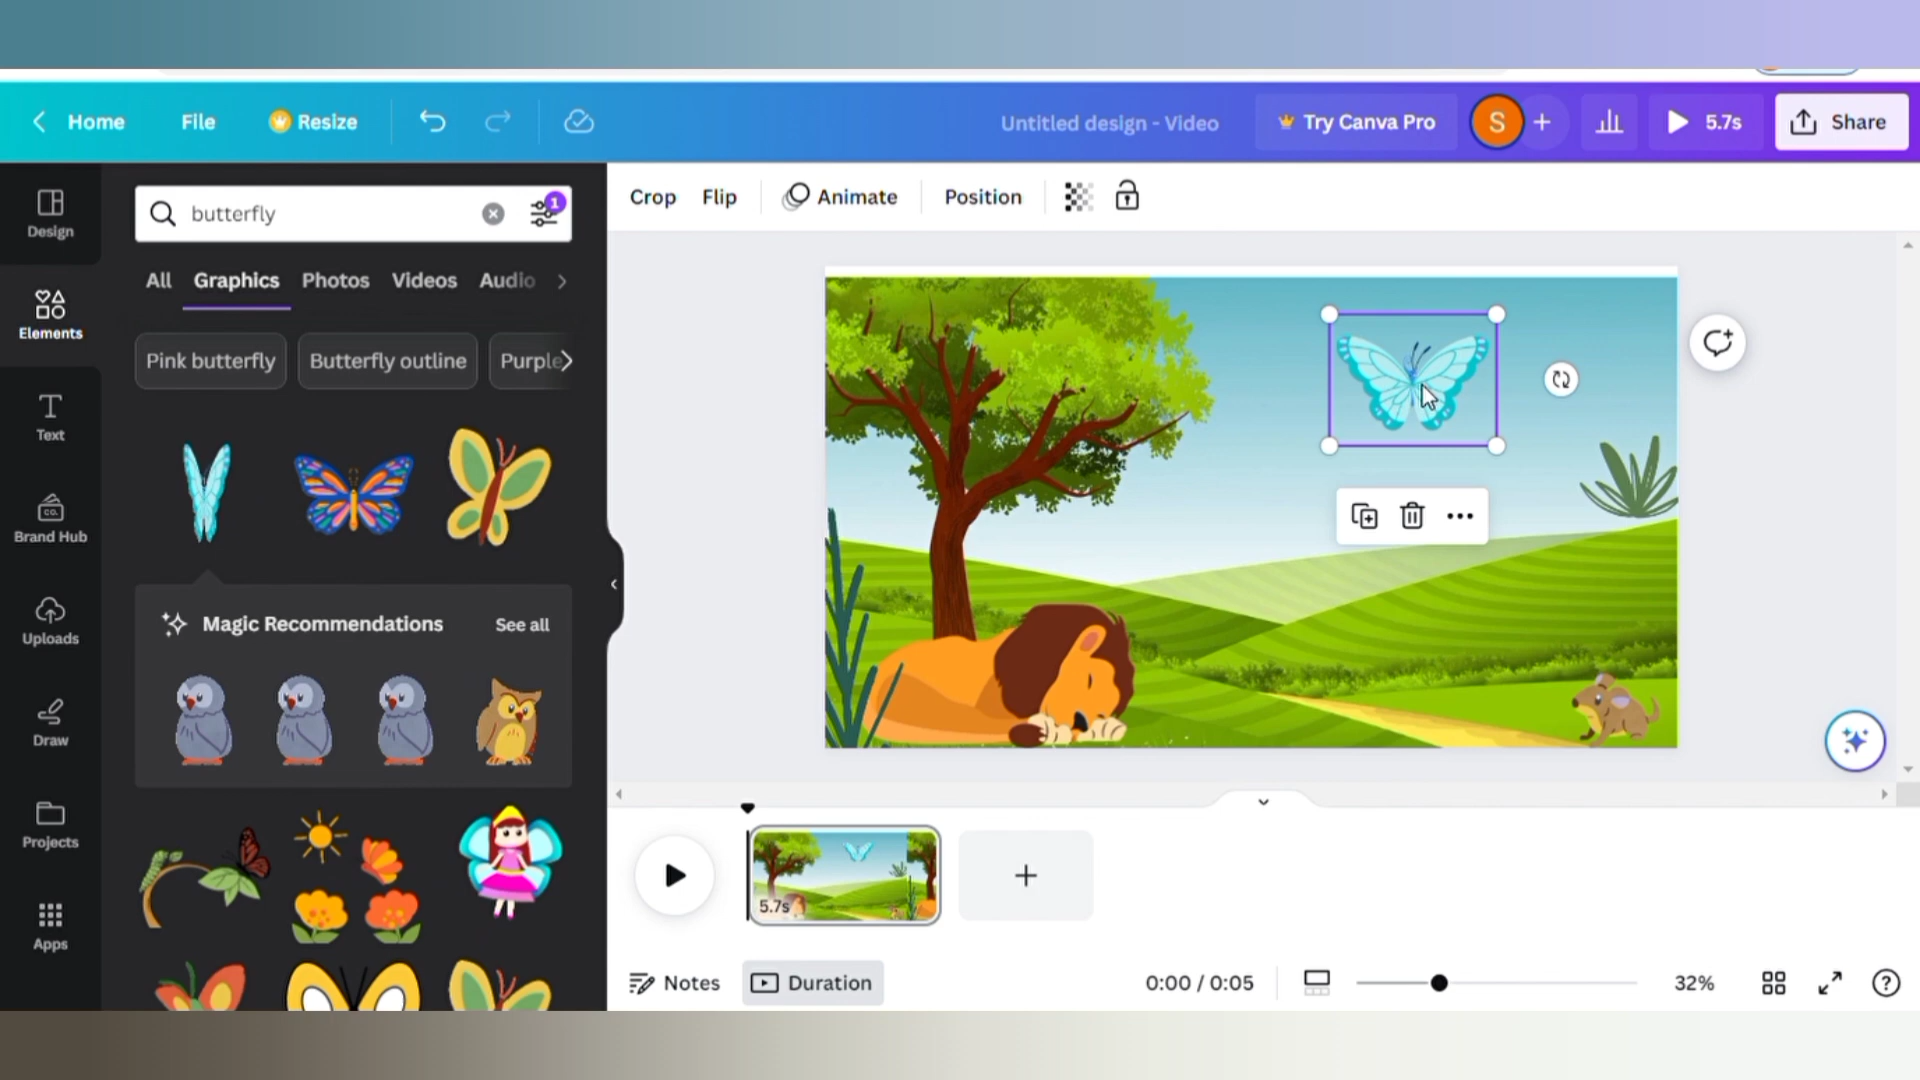 Home File Resize Untitled design - Video Try Canva Pro S + 5.7s Share
Design
Elements
Text
CO.
Brand Hub
Uploads
Draw
Projects
Apps
butterfly 1
All Graphics Photos Videos Audio
Pink butterfly Butterfly outline Purple
Magic Recommendations See all
Crop Flip Animate Position
5.7s
Notes Duration 0:00 / 0:05 32%